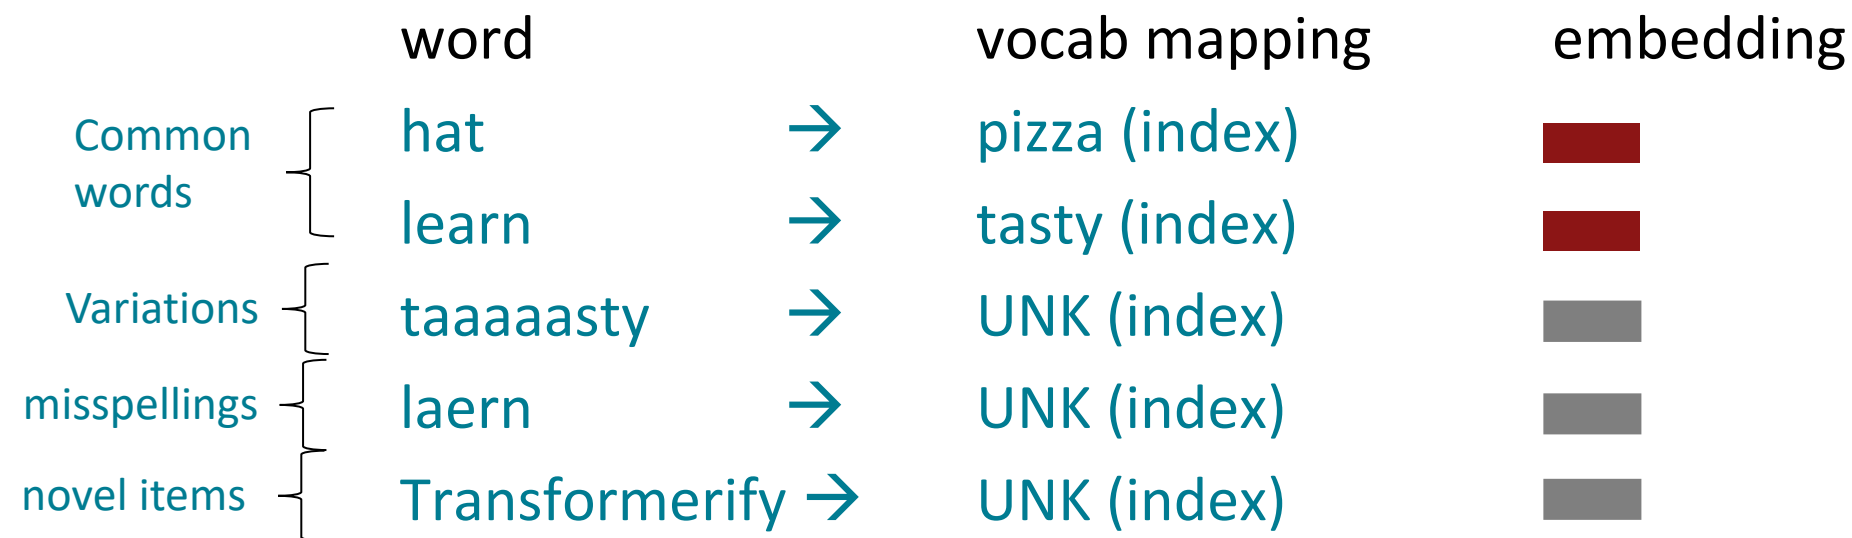 word vocab mapping embedding
Common words hat → pizza (index)
learn → tasty (index)
Variations taaaaasty → UNK (index)
misspellings laern → UNK (index)
novel items Transformerify → UNK (index)